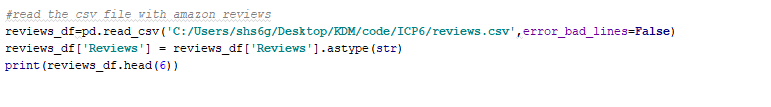 #read the csv file with amazon reviews
reviews_df=pd.read_csv('C:/Users/shs6g/Desktop/KDM/code/ICP6/reviews.csv',error_bad_lines=False)
reviews_df['Reviews'] = reviews_df['Reviews'].astype(str)
print(reviews_df.head(6))